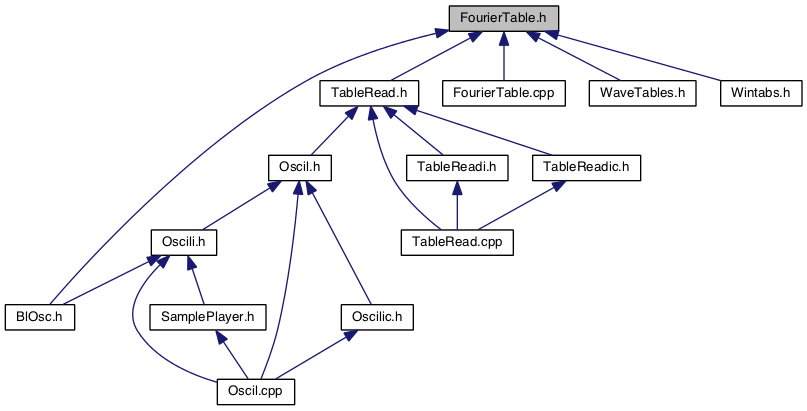 FourierTable.h
TableRead.h
FourierTable.cpp
WaveTables.h
Wintabs.h
Oscil.h
TableReadi.h
TableReadic.h
Oscili.h
TableRead.cpp
BlOsc.h
SamplePlayer.h
Oscilic.h
Oscil.cpp